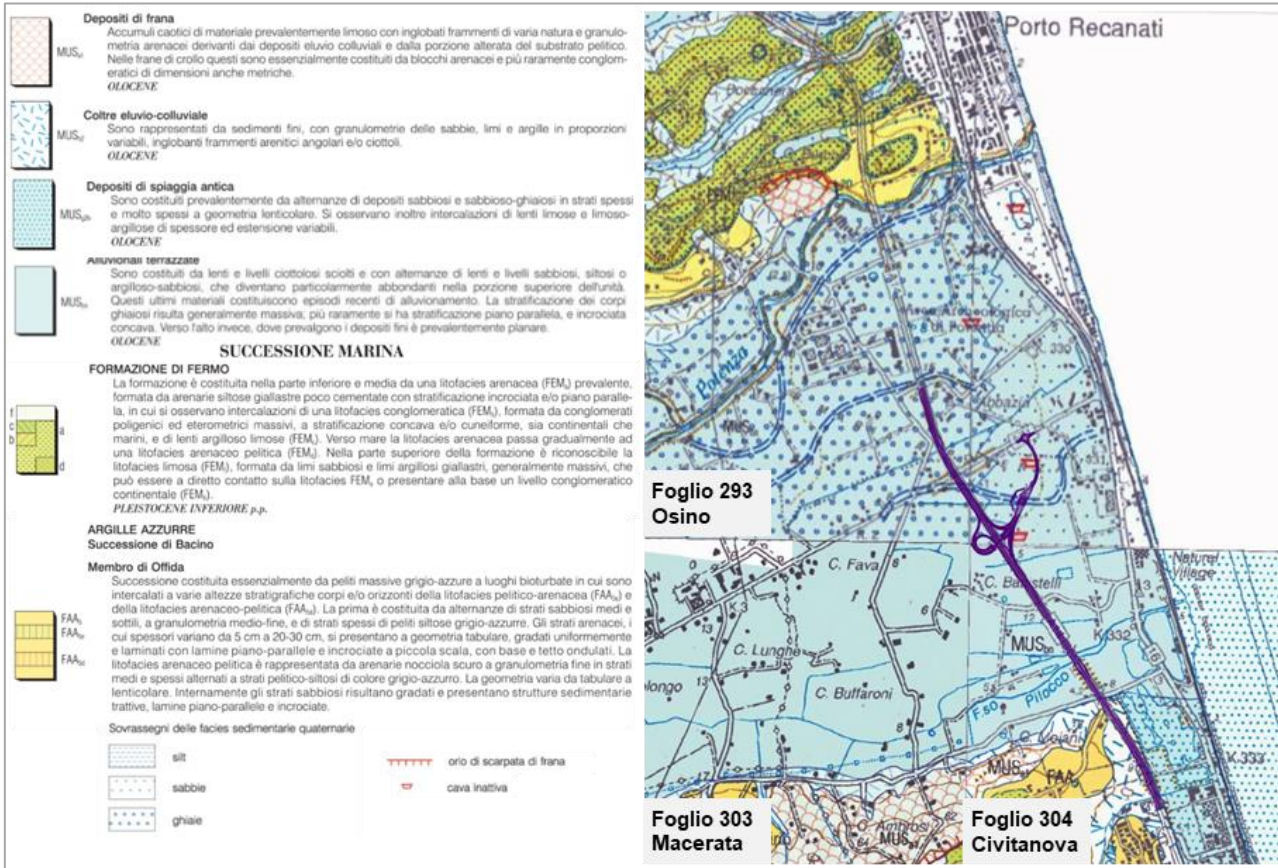 Depositi di frana
Accumuli caotici di materiale prevalentemente limoso con inglobati frammenti di varia natura e granulo-
metria arenacei derivanti dai depositi eluvio colluviali e dalla porzione alterata del substrato pelitico.
Nelle frane di crollo questi sono essenzialmente costituiti da blocchi arenacei e più raramente conglom-
eratici di dimensioni anche metriche.
OLOCENE
Coltre eluvio-colluviale
MUS
Sono rappresentati da sedimenti fini, con granulometrie delle sabbie, limi e argille in proporzioni
variabili, inglobanti frammenti arenitici angolari e/o ciottoli.
OLOCENE
Depositi di spiaggia antica
Sono costituiti prevalentemente da alternanze di depositi sabbiosi e sabbioso-ghiaiosi in strati spessi
e molto spessi a geometria lenticolare. Si osservano inoltre intercalazioni di lenti limose e limoso-
argillose di spessore ed estensione variabili.
OLOCENE
Alluvionali terrazzate
Sono costituiti da lenti e livelli ciottolosi sciolti e con alternanze di lenti e livelli sabbiosi, siltosi o
argilloso-sabbiosi, che diventano particolarmente abbondanti nella porzione superiore dell'unità.
MUSbn
Questi ultimi materiali costituiscono episodi recenti di alluvionamento. La stratificazione dei corpi
ghiaiosi risulta generalmente massiva; più raramente si ha stratificazione piano parallela, e incrociata
concava. Verso l'alto invece, dove prevalgono i depositi fini è prevalentemente planare.
OLOCENE
SUCCESSIONE MARINA
FORMAZIONE DI FERMO
La formazione è costituita nella parte inferiore e media da una litofacies arenacea (FEMa) prevalente,
formata da arenarie siltose giallastre poco cementate con stratificazione incrociata e/o piano paralle-
la, in cui si osservano intercalazioni di una litofacies conglomeratica (FEMb), formata da conglomerati
poligenici ed eterometrici massivi, a stratificazione concava e/o cuneiforme, sia continentali che
marini, e di lenti argilloso limose (FEMc). Verso mare la litofacies arenacea passa gradualmente ad
una litofacies arenaceo pelitica (FEMd). Nella parte superiore della formazione è riconoscibile la
litofacies limosa (FEMf), formata da limi sabbiosi e limi argillosi giallastri, generalmente massivi, che
può essere a diretto contatto sulla litofacies FEM o presentare alla base un livello conglomeratico
continentale (FEM).
PLEISTOCENE INFERIORE p.p.
f
c
b
a
d
ARGILLE AZZURRE
Successione di Bacino
Membro di Offida
Successione costituita essenzialmente da peliti massive grigio-azzure a luoghi bioturbate in cui sono
intercalati a varie altezze stratigrafiche corpi e/o orizzonti della litofacies pelitico-arenacea (FAA) e
della litofacies arenaceo-pelitica (FAA5d). La prima è costituita da alternanze di strati sabbiosi medi e
sottili, a granulometria medio-fine, e di strati spessi di peliti siltose grigio-azzure. Gli strati arenacei, i
cui spessori variano da 5 cm a 20-30 cm, si presentano a geometria tabulare, gradati uniformemente
e laminati con lamine piano-parallele e incrociate a piccola scala, con base e tetto ondulati. La
litofacies arenaceo pelitica è rappresentata da arenarie nocciola scuro a granulometria fine in strati
medi e spessi alternati a strati pelitico-siltosi di colore grigio-azzuro. La geometria varia da tabulare a
lenticolare. Internamente gli strati sabbiosi risultano gradati e presentano strutture sedimentarie
trattive, lamine piano-parallele e incrociate.
FAA5
FAA5e
FAA5d
Sovrassegni delle facies sedimentarie quaternarie
silt
sabbie
ghiaie
orio di scarpata di frana
cava inattiva
Porto Recanati
Potenza
Foglio 293
Osino
C. Fava
C. Lunghe
C. Buffaroni
MUSbn
K.332
F.so Pilocco
FAA
K.333
Natural
Village
C. Ambrosi
Foglio 303
Macerata
Foglio 304
Civitanova